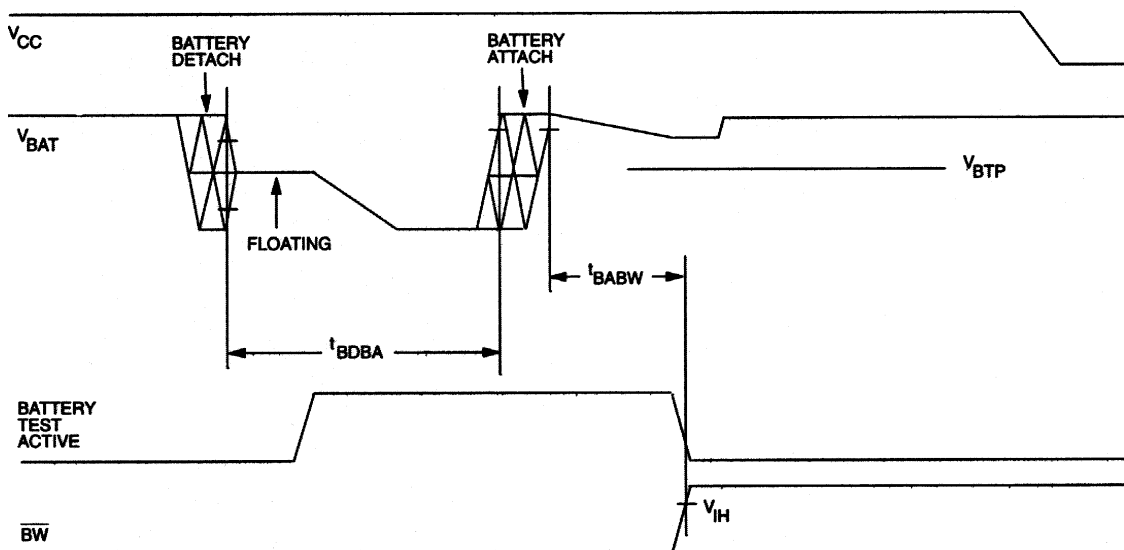 VCC
BATTERY
DETACH
BATTERY
ATTACH
VBAT
VBTP
FLOATING
tBABW
tBDBA
BATTERY
TEST
ACTIVE
VIH
BW